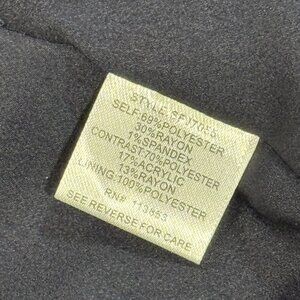 STYLE
SELF:69%POLYESTER
30%RAYON
1%SPANDEX
CONTRAST:70%POLYESTER
17%ACRYLIC
13%RAYON
LINING:100%POLYESTER
RN# 113853
SEE REVERSE FOR CARE